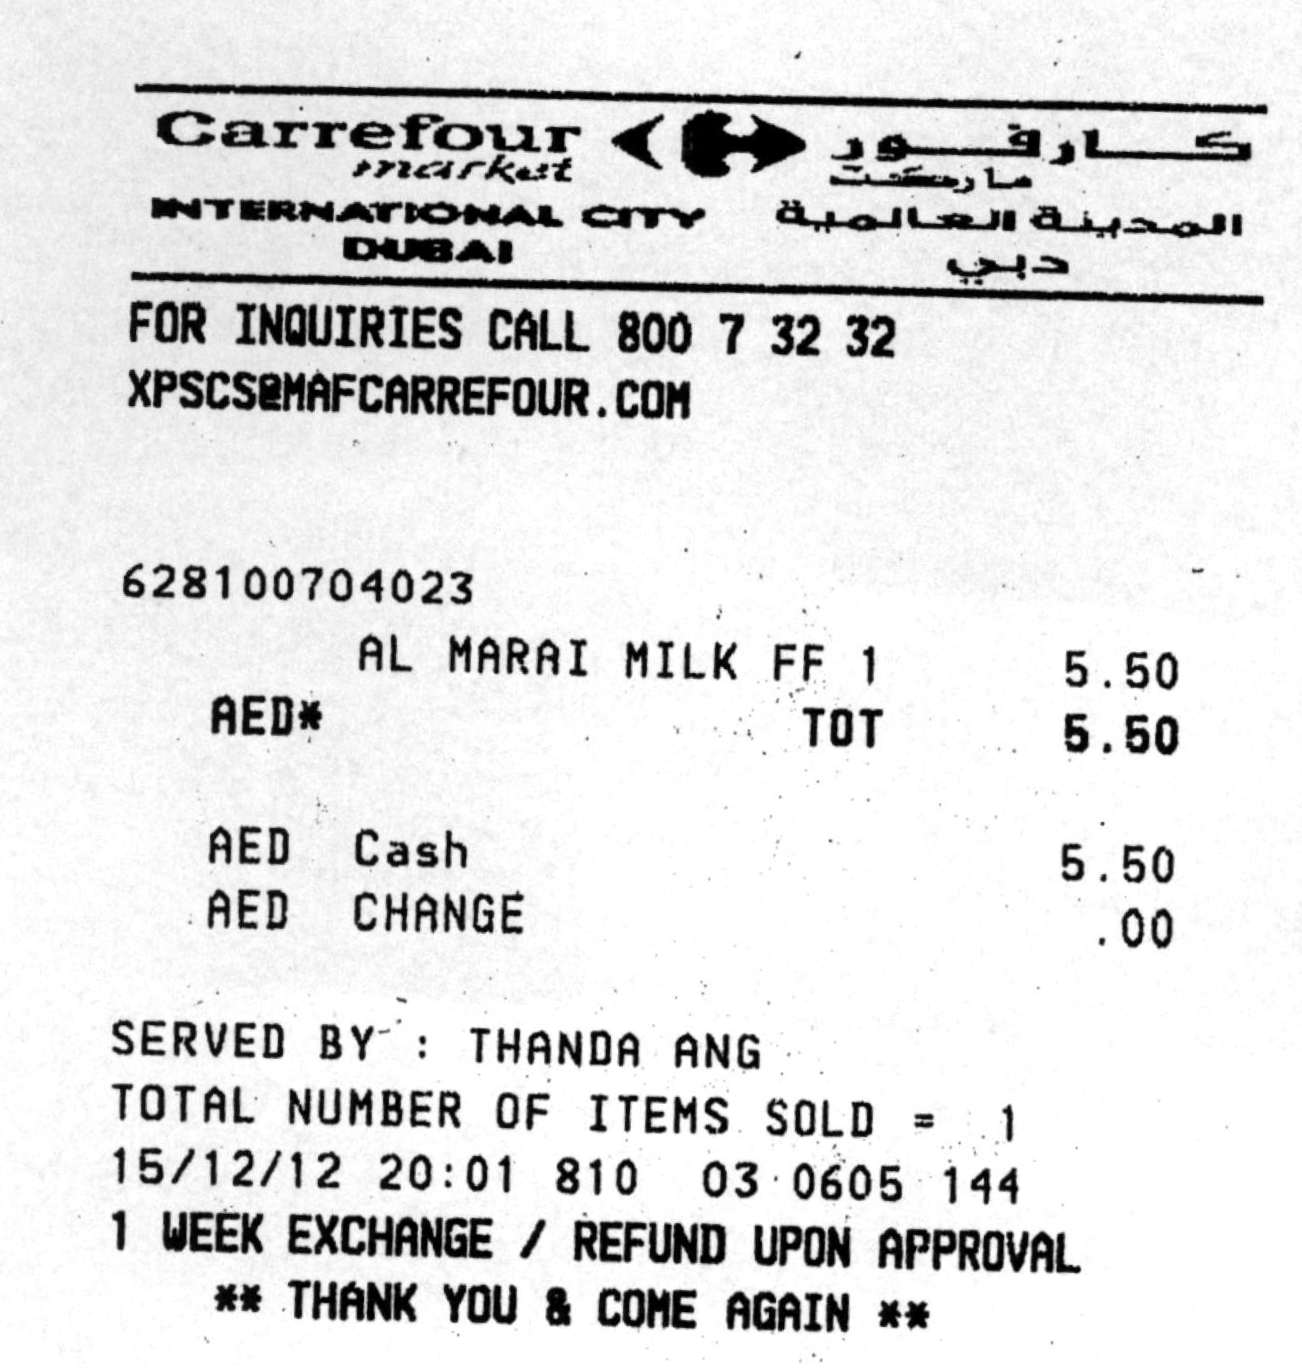 Carrefour كارفور
market ماركت
INTERNATIONAL CITY المدينة العالمية
DUBAI دبي
FOR INQUIRIES CALL 800 7 32 32
XPSCS@MAFCARREFOUR.COM
628100704023
AL MARAI MILK FF 1 5.50
AED* TOT 5.50
AED Cash 5.50
AED CHANGE .00
SERVED BY : THANDA ANG
TOTAL NUMBER OF ITEMS SOLD = 1
15/12/12 20:01 810 03 0605 144
1 WEEK EXCHANGE / REFUND UPON APPROVAL
** THANK YOU & COME AGAIN **